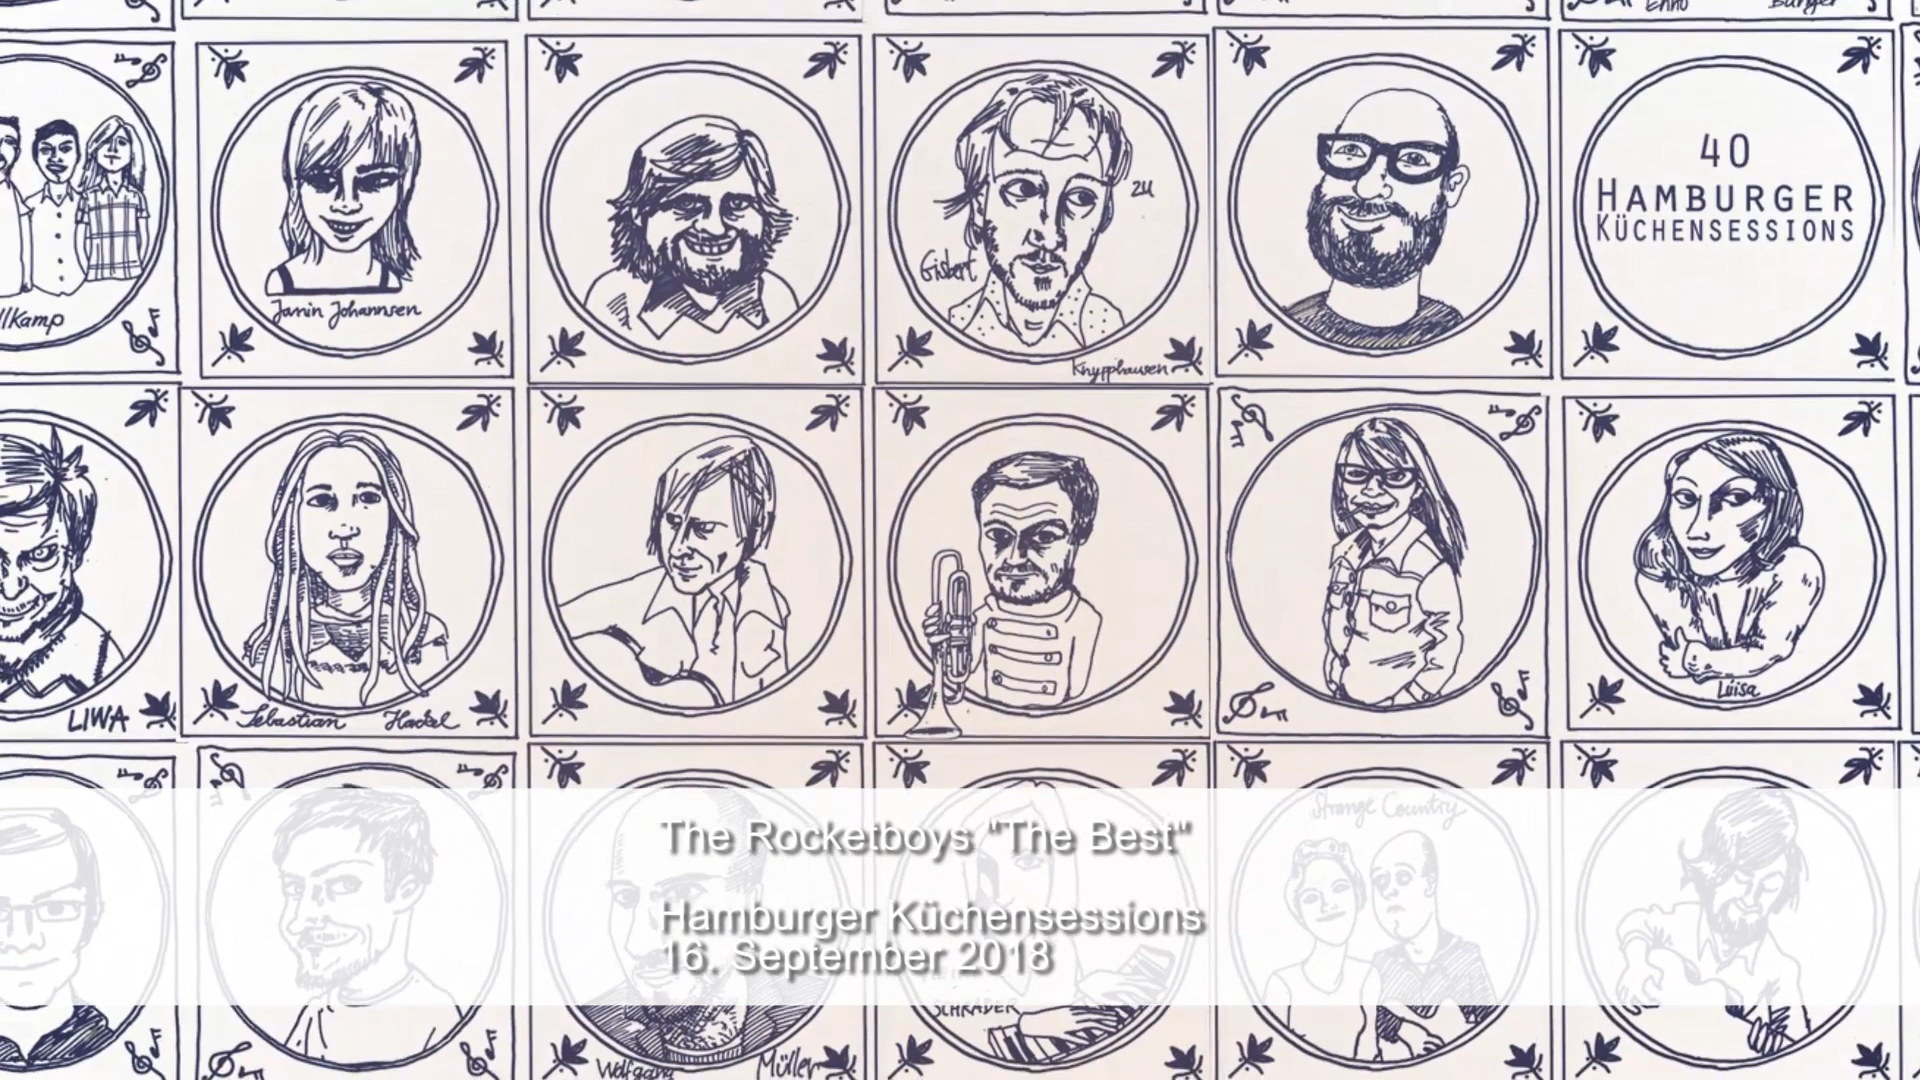 Enno Burger
40
HAMBURGER
KÜCHENSESSIONS
Gisbert zu
Knypphausen
Janin Johannsen
llKamp
LIWA
Sebastian Hackel
Luisa
Strange Country
The Rocketboys "The Best"
Hamburger Küchensessions
16. September 2018
SCHRADER
Wolfgang Müller